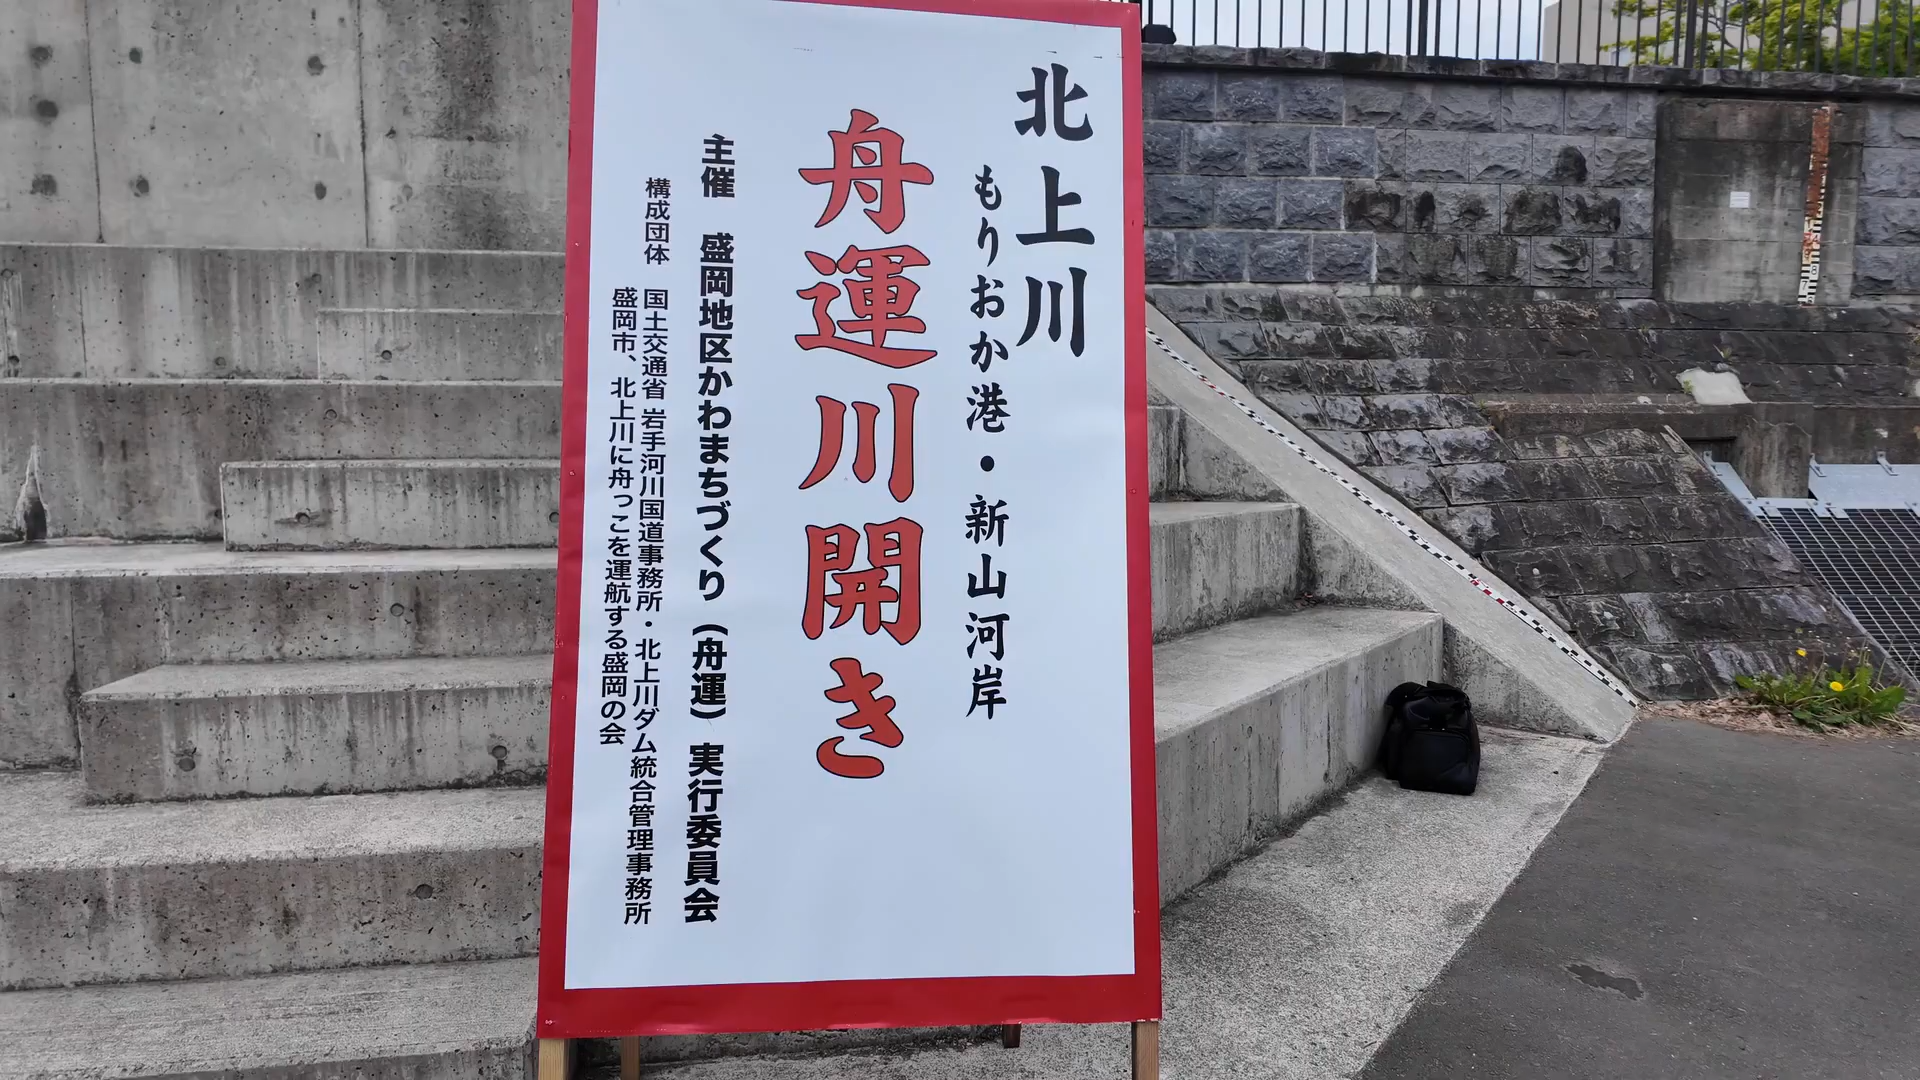 北上川
もりおか港・新山河岸
舟運川開き
主催 盛岡地区かわまちづくり（舟運）実行委員会
構成団体 国土交通省 岩手河川国道事務所・北上川ダム統合管理事務所
盛岡市、北上川に舟っこを運航する盛岡の会
8
7